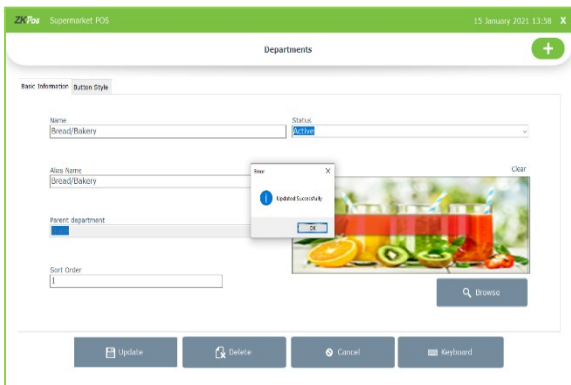 ZKPos Supermarket POS 15 January 2021 13:58 X
Departments
+
Basic Information Button Style
Name Status
Bread/Bakery Active
Alias Name Clear
Bread/Bakery
X
Updated Successfully
OK
Parent department
Sort Order
1
Browse
Update Delete Cancel Keyboard